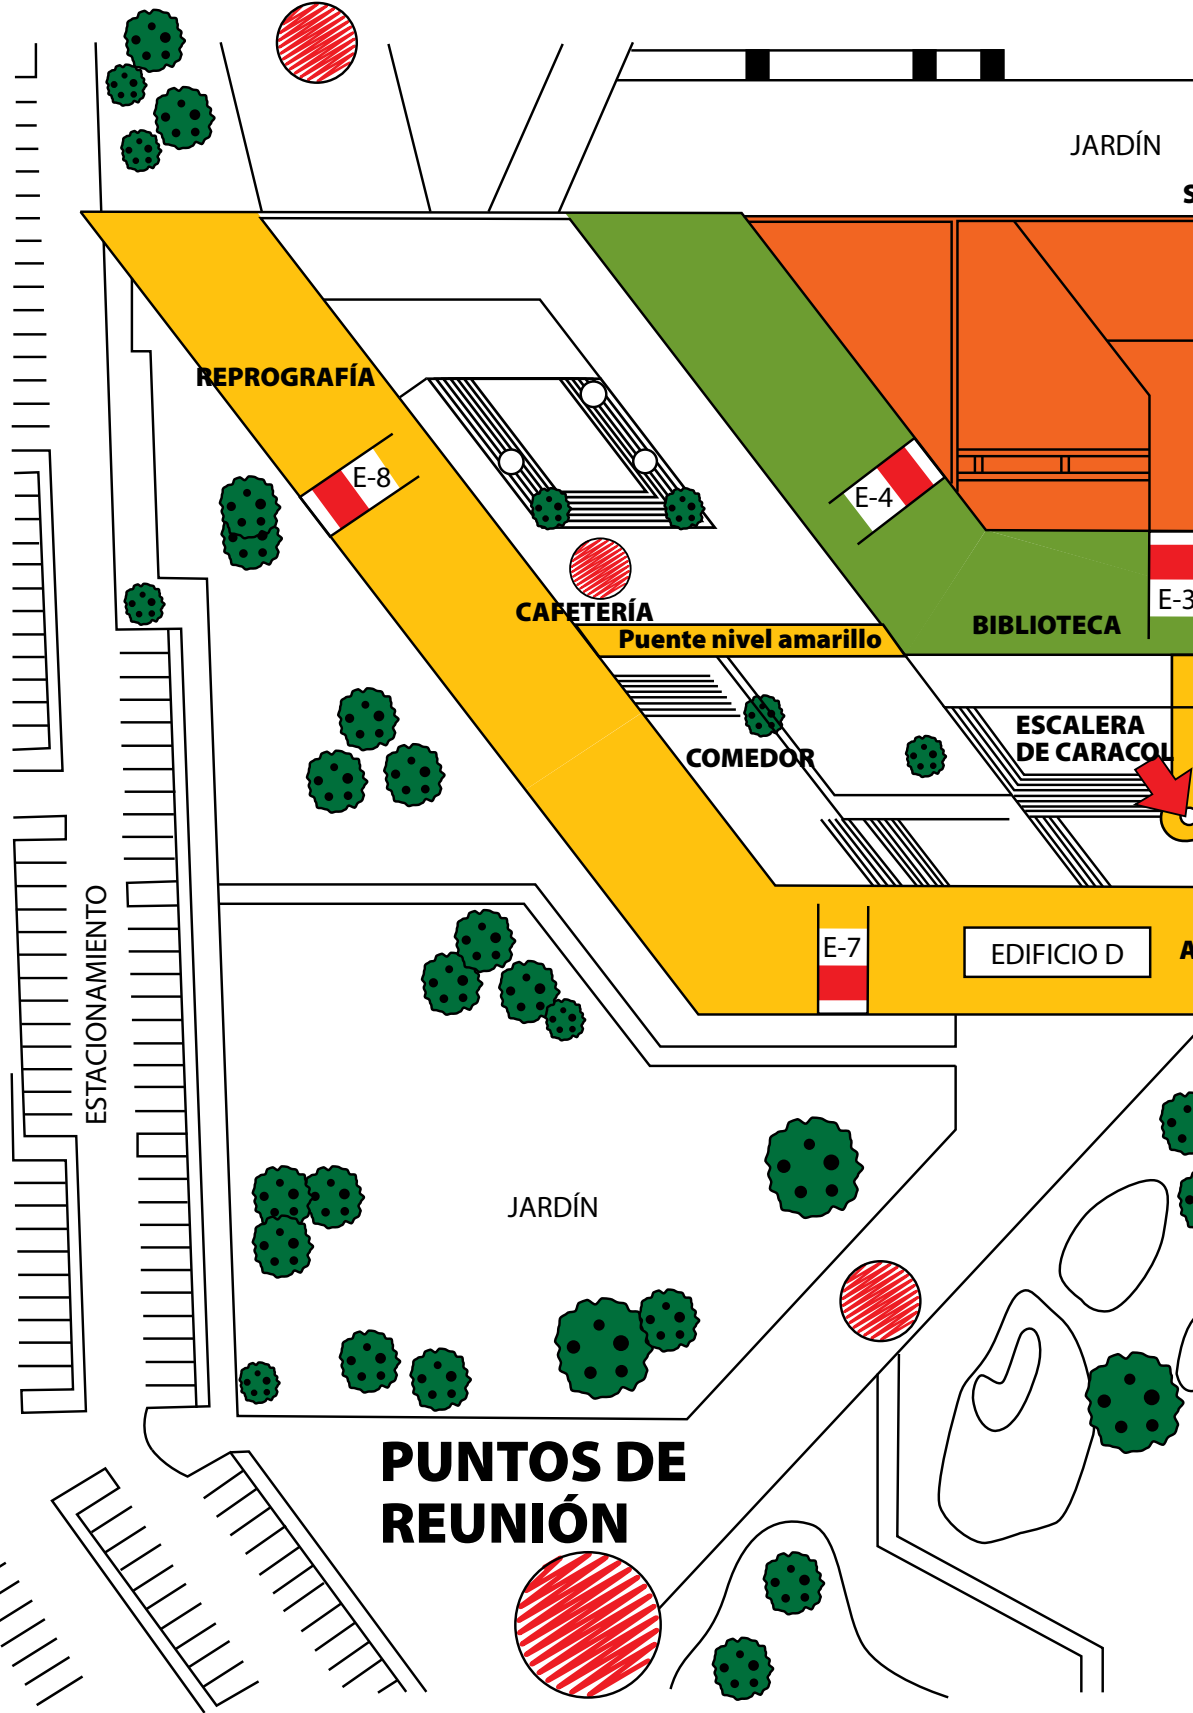 JARDÍN
S
REPROGRAFÍA
E-8
E-4
E-3
CAFETERÍA
BIBLIOTECA
Puente nivel amarillo
ESCALERA
DE CARACOL
COMEDOR
ESTACIONAMIENTO
E-7
EDIFICIO D
A
JARDÍN
PUNTOS DE
REUNIÓN